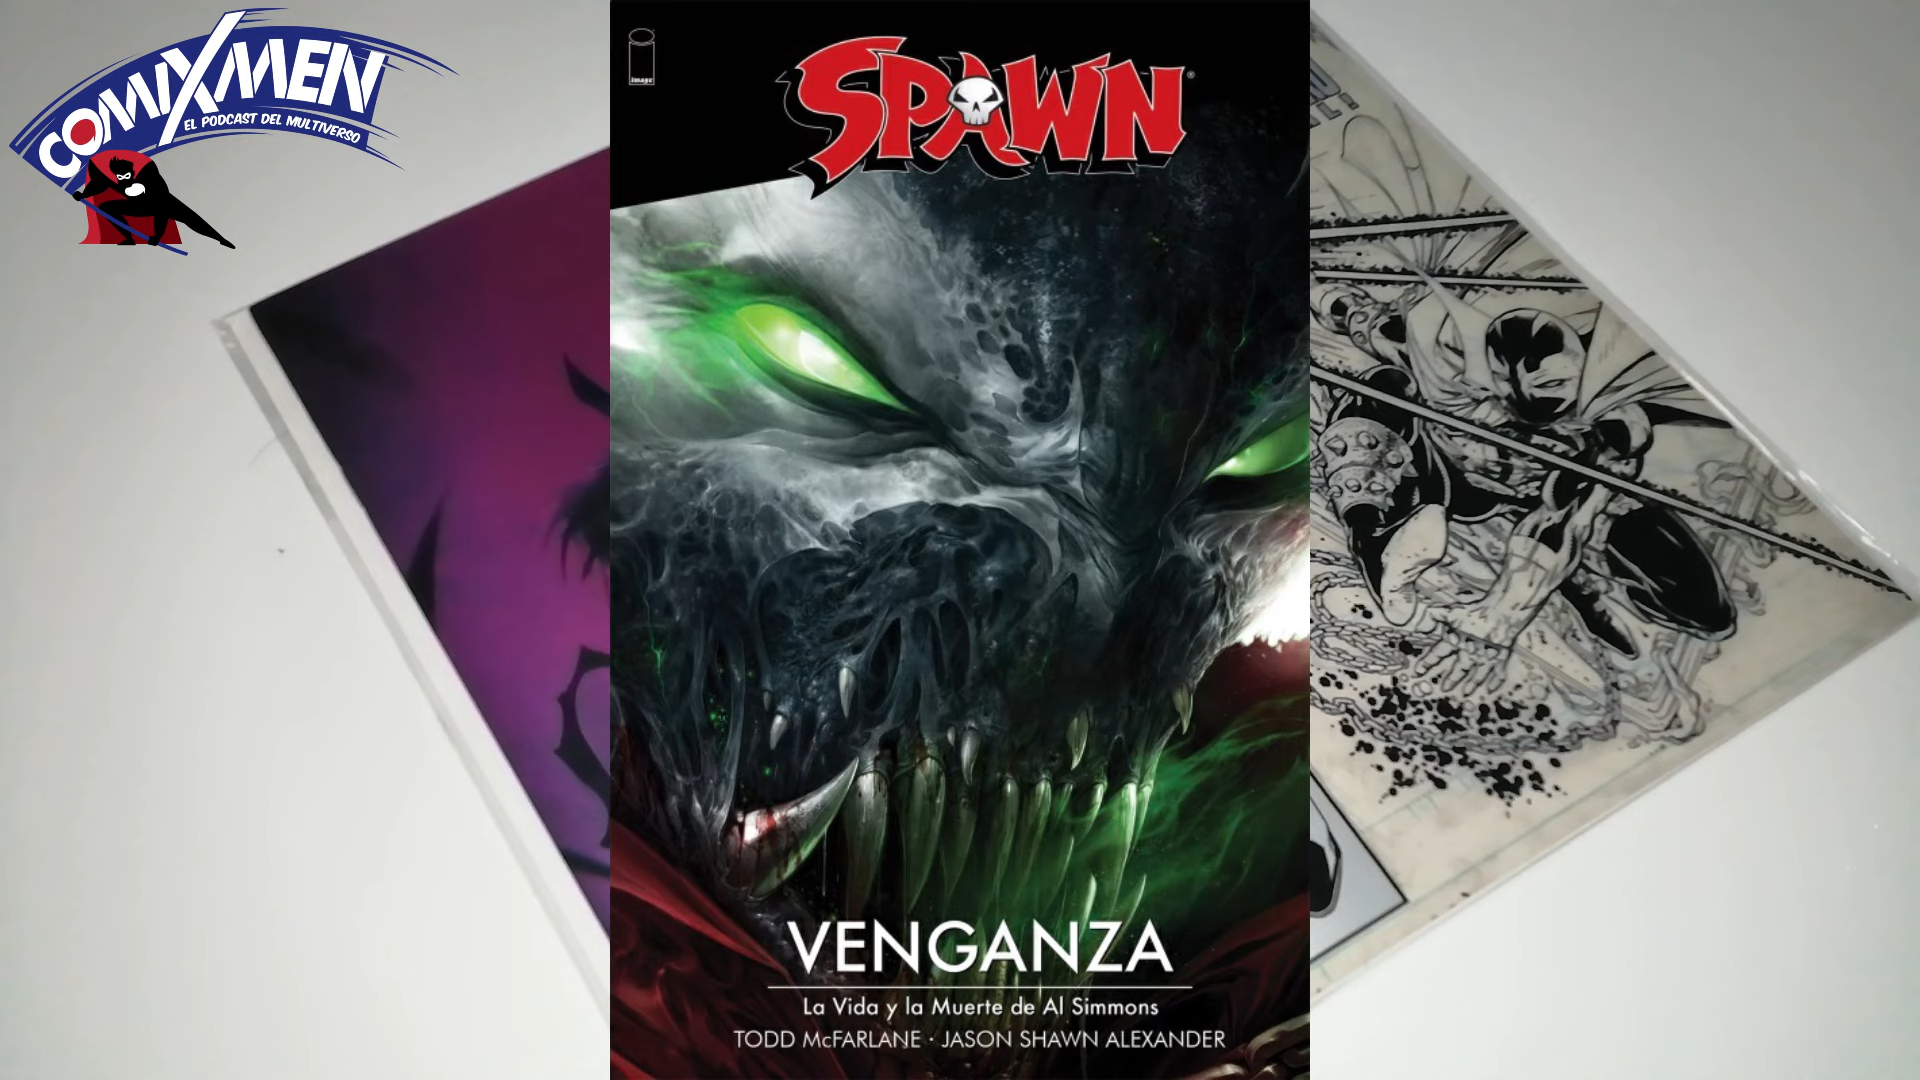 COMIXMEN
EL PODCAST DEL MULTIVERSO
image
SPAWN®
VENGANZA
La Vida y la Muerte de Al Simmons
TODD McFARLANE · JASON SHAWN ALEXANDER